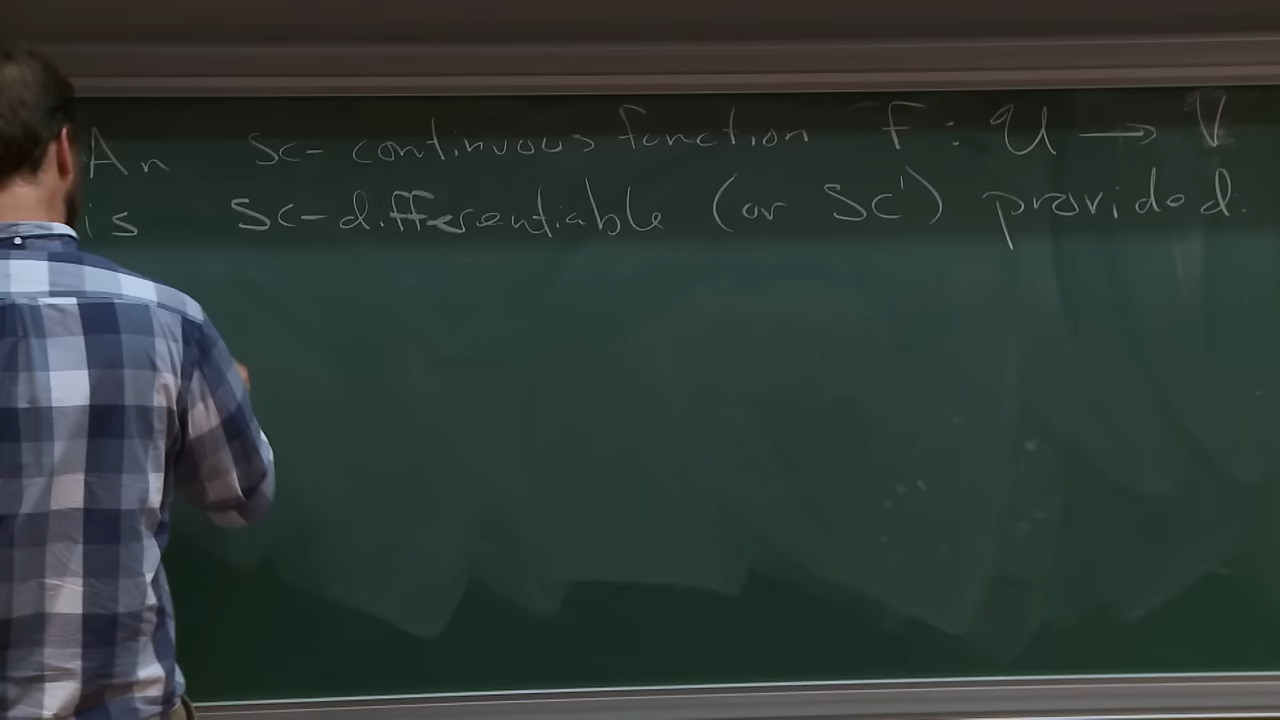 An sc-continuous function F : U → V
is sc-differentiable (or sc¹) provided.